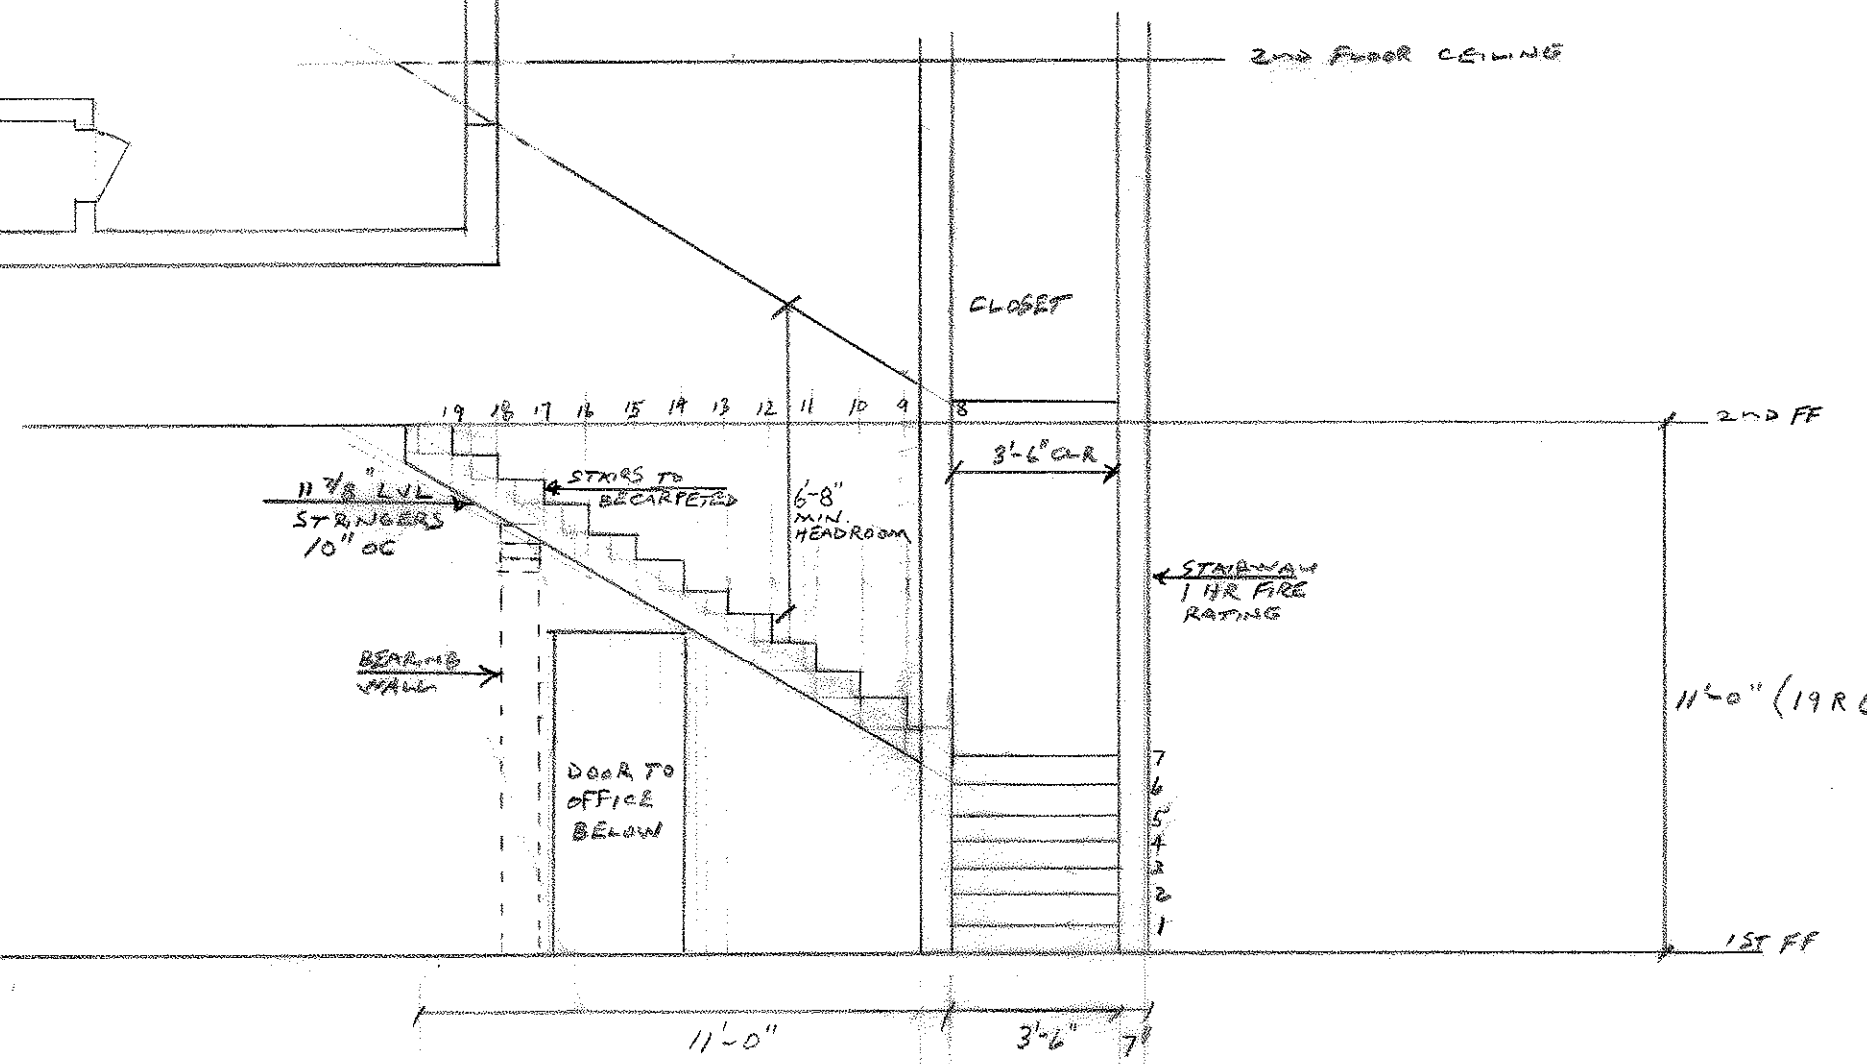 2ND FLOOR CEILING
CLOSET
19 18 17 16 15 14 13 12 11 10 9 8
2ND FF
3'-6" CLR
11 7/8" LVL
STRINGERS
10" OC
STAIRS TO
BE CARPETED
6'-8"
MIN.
HEADROOM
STAIRWAY
1 HR FIRE
RATING
BEARING
WALL
11'-0" (19 R
DOOR TO
OFFICE
BELOW
7
6
5
4
3
2
1
1ST FF
11'-0"
3'-6"
7"